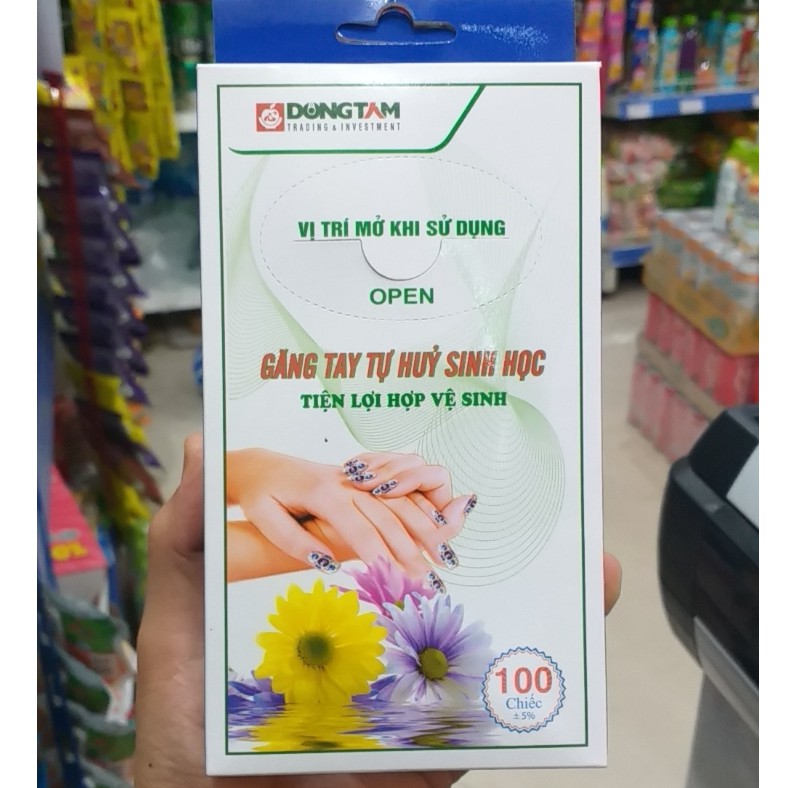 DONGTAM
TRADING & INVESTMENT
VỊ TRÍ MỞ KHI SỬ DỤNG
OPEN
GĂNG TAY TỰ HUỶ SINH HỌC
TIỆN LỢI HỢP VỆ SINH
100
Chiếc
±5%